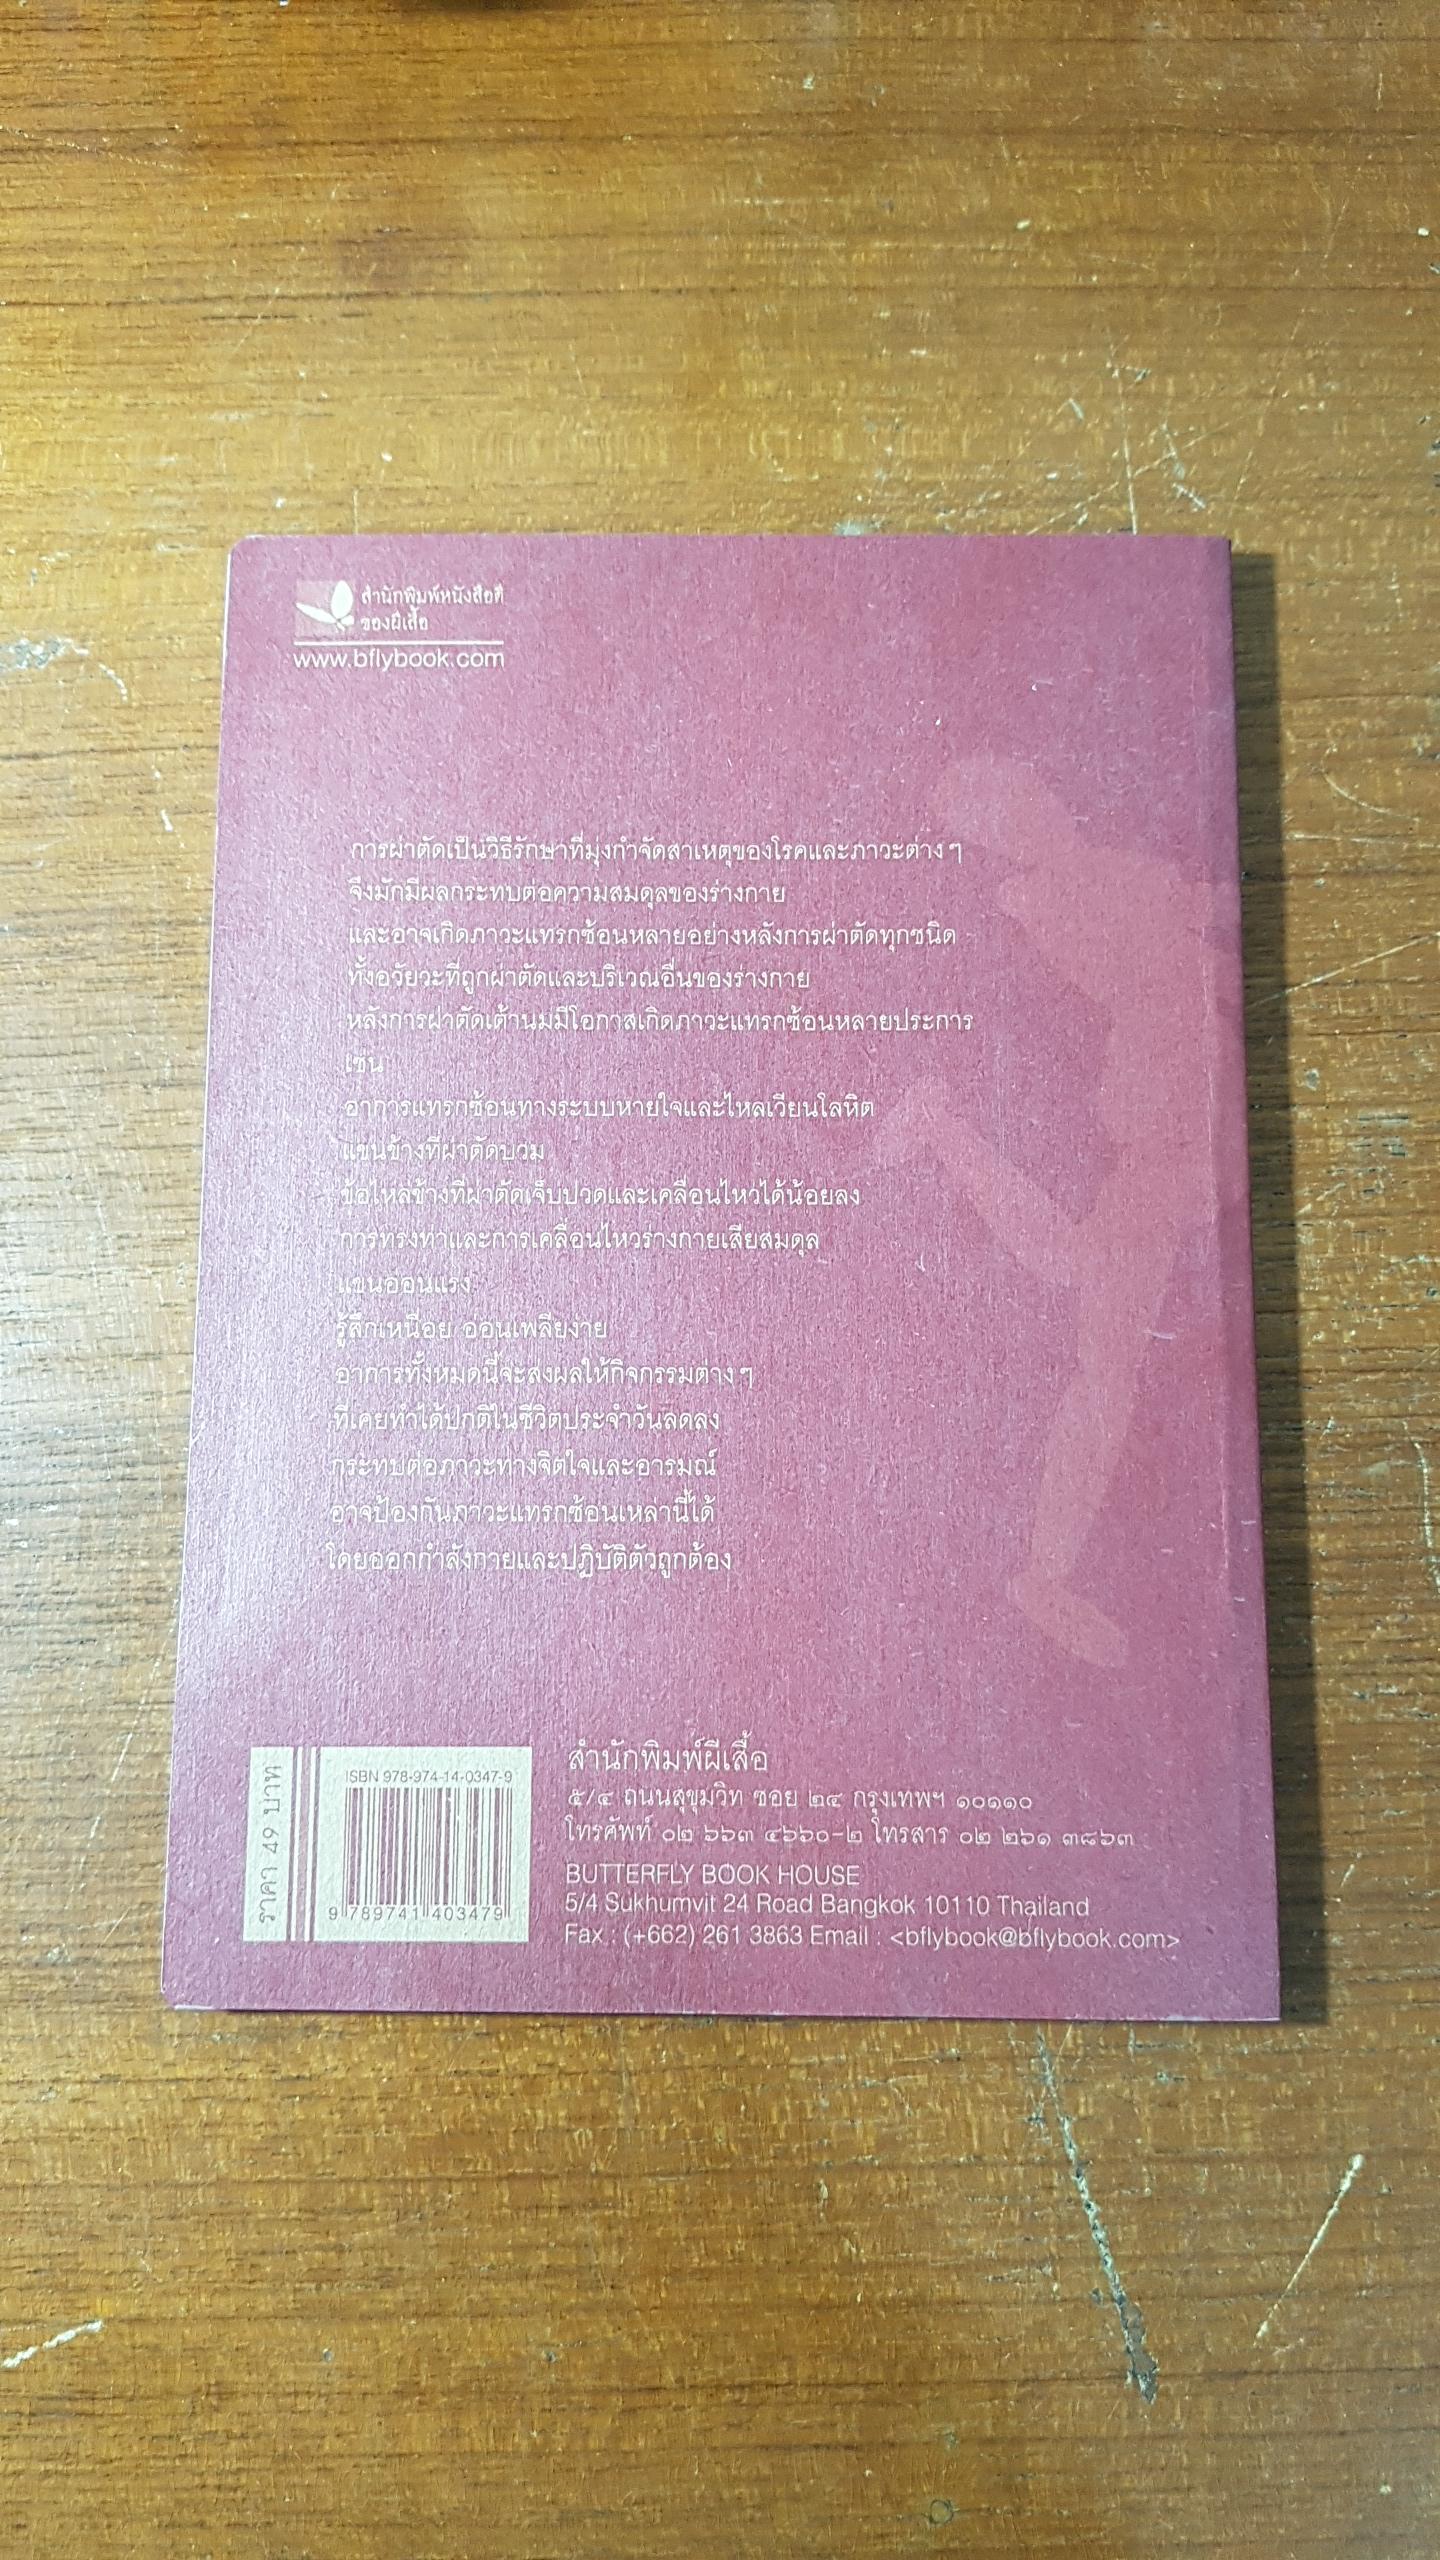 สำนักพิมพ์หนังสือดี
ของผีเสื้อ
www.bflybook.com
การผ่าตัดเป็นวิธีรักษาที่มุ่งกำจัดสาเหตุของโรคและภาวะต่าง ๆ
จึงมักมีผลกระทบต่อความสมดุลของร่างกาย
และอาจเกิดภาวะแทรกซ้อนหลายอย่างหลังการผ่าตัดทุกชนิด
ทั้งอวัยวะที่ถูกผ่าตัดและบริเวณอื่นของร่างกาย
หลังการผ่าตัดเต้านมมีโอกาสเกิดภาวะแทรกซ้อนหลายประการ
เช่น
อาการแทรกซ้อนทางระบบหายใจและไหลเวียนโลหิต
แขนข้างที่ผ่าตัดบวม
ข้อไหล่ข้างที่ผ่าตัดเจ็บปวดและเคลื่อนไหวได้น้อยลง
การทรงท่าและการเคลื่อนไหวร่างกายเสียสมดุล
แขนอ่อนแรง
รู้สึกเหนื่อย อ่อนเพลียง่าย
อาการทั้งหมดนี้จะส่งผลให้กิจกรรมต่าง ๆ
ที่เคยทำได้ปกติในชีวิตประจำวันลดลง
กระทบต่อภาวะทางจิตใจและอารมณ์
อาจป้องกันภาวะแทรกซ้อนเหล่านี้ได้
โดยออกกำลังกายและปฏิบัติตัวถูกต้อง
ราคา 49 บาท
ISBN 978-974-14-0347-9
9 789741 403479
สำนักพิมพ์ผีเสื้อ
๕/๔ ถนนสุขุมวิท ซอย ๒๔ กรุงเทพฯ ๑๐๑๑๐
โทรศัพท์ ๐๒ ๖๖๓ ๔๖๖๐-๒ โทรสาร ๐๒ ๒๖๑ ๓๘๖๓
BUTTERFLY BOOK HOUSE
5/4 Sukhumvit 24 Road Bangkok 10110 Thailand
Fax : (+662) 261 3863 Email : <bflybook@bflybook.com>